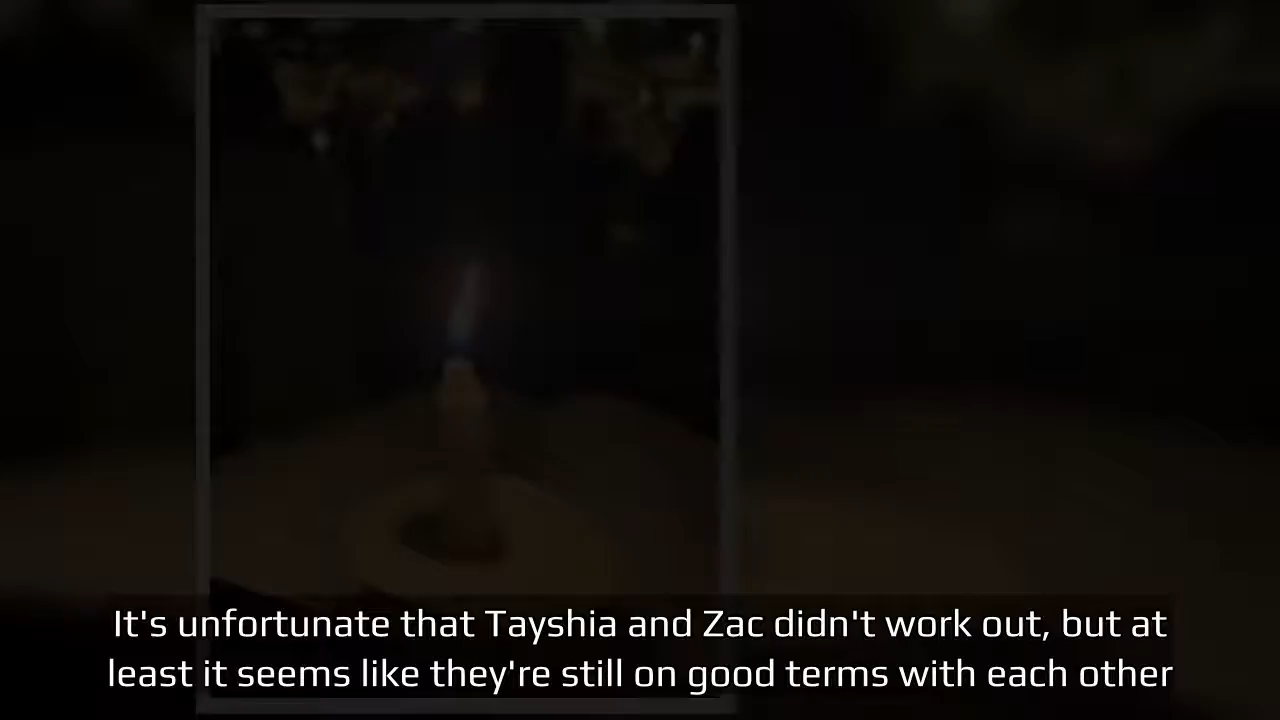 It's unfortunate that Tayshia and Zac didn't work out, but at
least it seems like they're still on good terms with each other